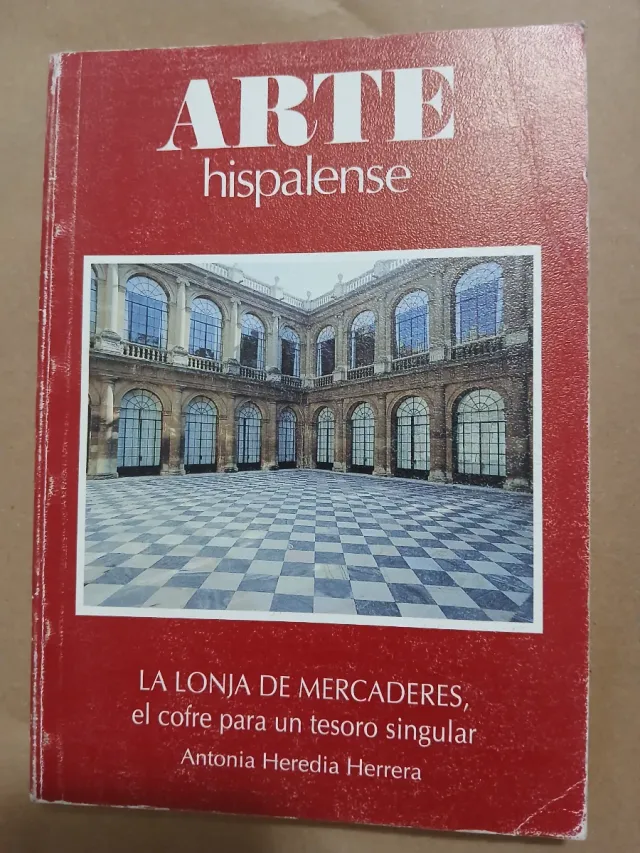 ARTE
hispalense
LA LONJA DE MERCADERES,
el cofre para un tesoro singular
Antonia Heredia Herrera